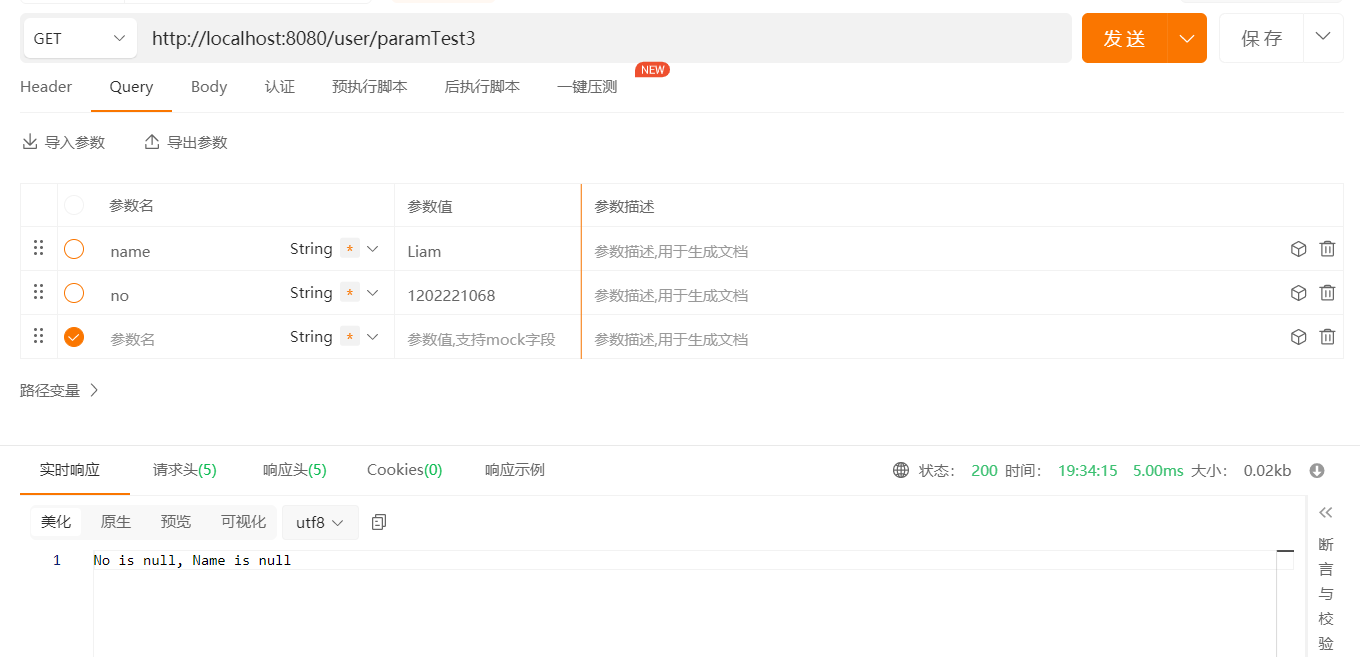 GET http://localhost:8080/user/paramTest3 发送 保存
Header Query Body 认证 预执行脚本 后执行脚本 一键压测 NEW
导入参数 导出参数
参数名 参数值 参数描述
name String * Liam 参数描述,用于生成文档
no String * 1202221068 参数描述,用于生成文档
参数名 String * 参数值,支持mock字段 参数描述,用于生成文档
路径变量
实时响应 请求头(5) 响应头(5) Cookies(0) 响应示例 状态: 200 时间: 19:34:15 5.00ms 大小: 0.02kb
美化 原生 预览 可视化 utf8
1 No is null, Name is null
断
言
与
校
验